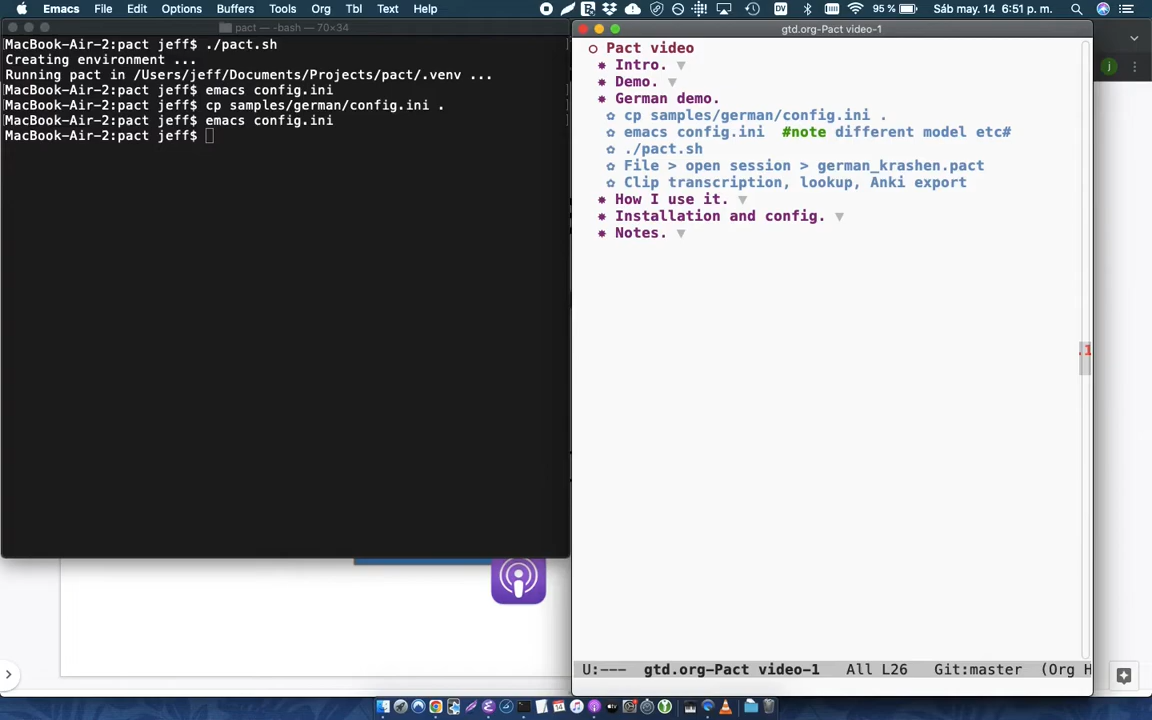 Emacs File Edit Options Buffers Tools Org Tbl Text Help
DV 95 % Sáb may. 14 6:51 p. m.
pact — -bash — 70×34
MacBook-Air-2:pact jeff$ ./pact.sh
Creating environment ...
Running pact in /Users/jeff/Documents/Projects/pact/.venv ...
MacBook-Air-2:pact jeff$ emacs config.ini
MacBook-Air-2:pact jeff$ cp samples/german/config.ini .
MacBook-Air-2:pact jeff$ emacs config.ini
MacBook-Air-2:pact jeff$
gtd.org-Pact video-1
Pact video
Intro. ▼
Demo. ▼
German demo.
cp samples/german/config.ini .
emacs config.ini #note different model etc#
./pact.sh
File > open session > german_krashen.pact
Clip transcription, lookup, Anki export
How I use it. ▼
Installation and config. ▼
Notes. ▼
j
U:--- gtd.org-Pact video-1 All L26 Git:master (Org H